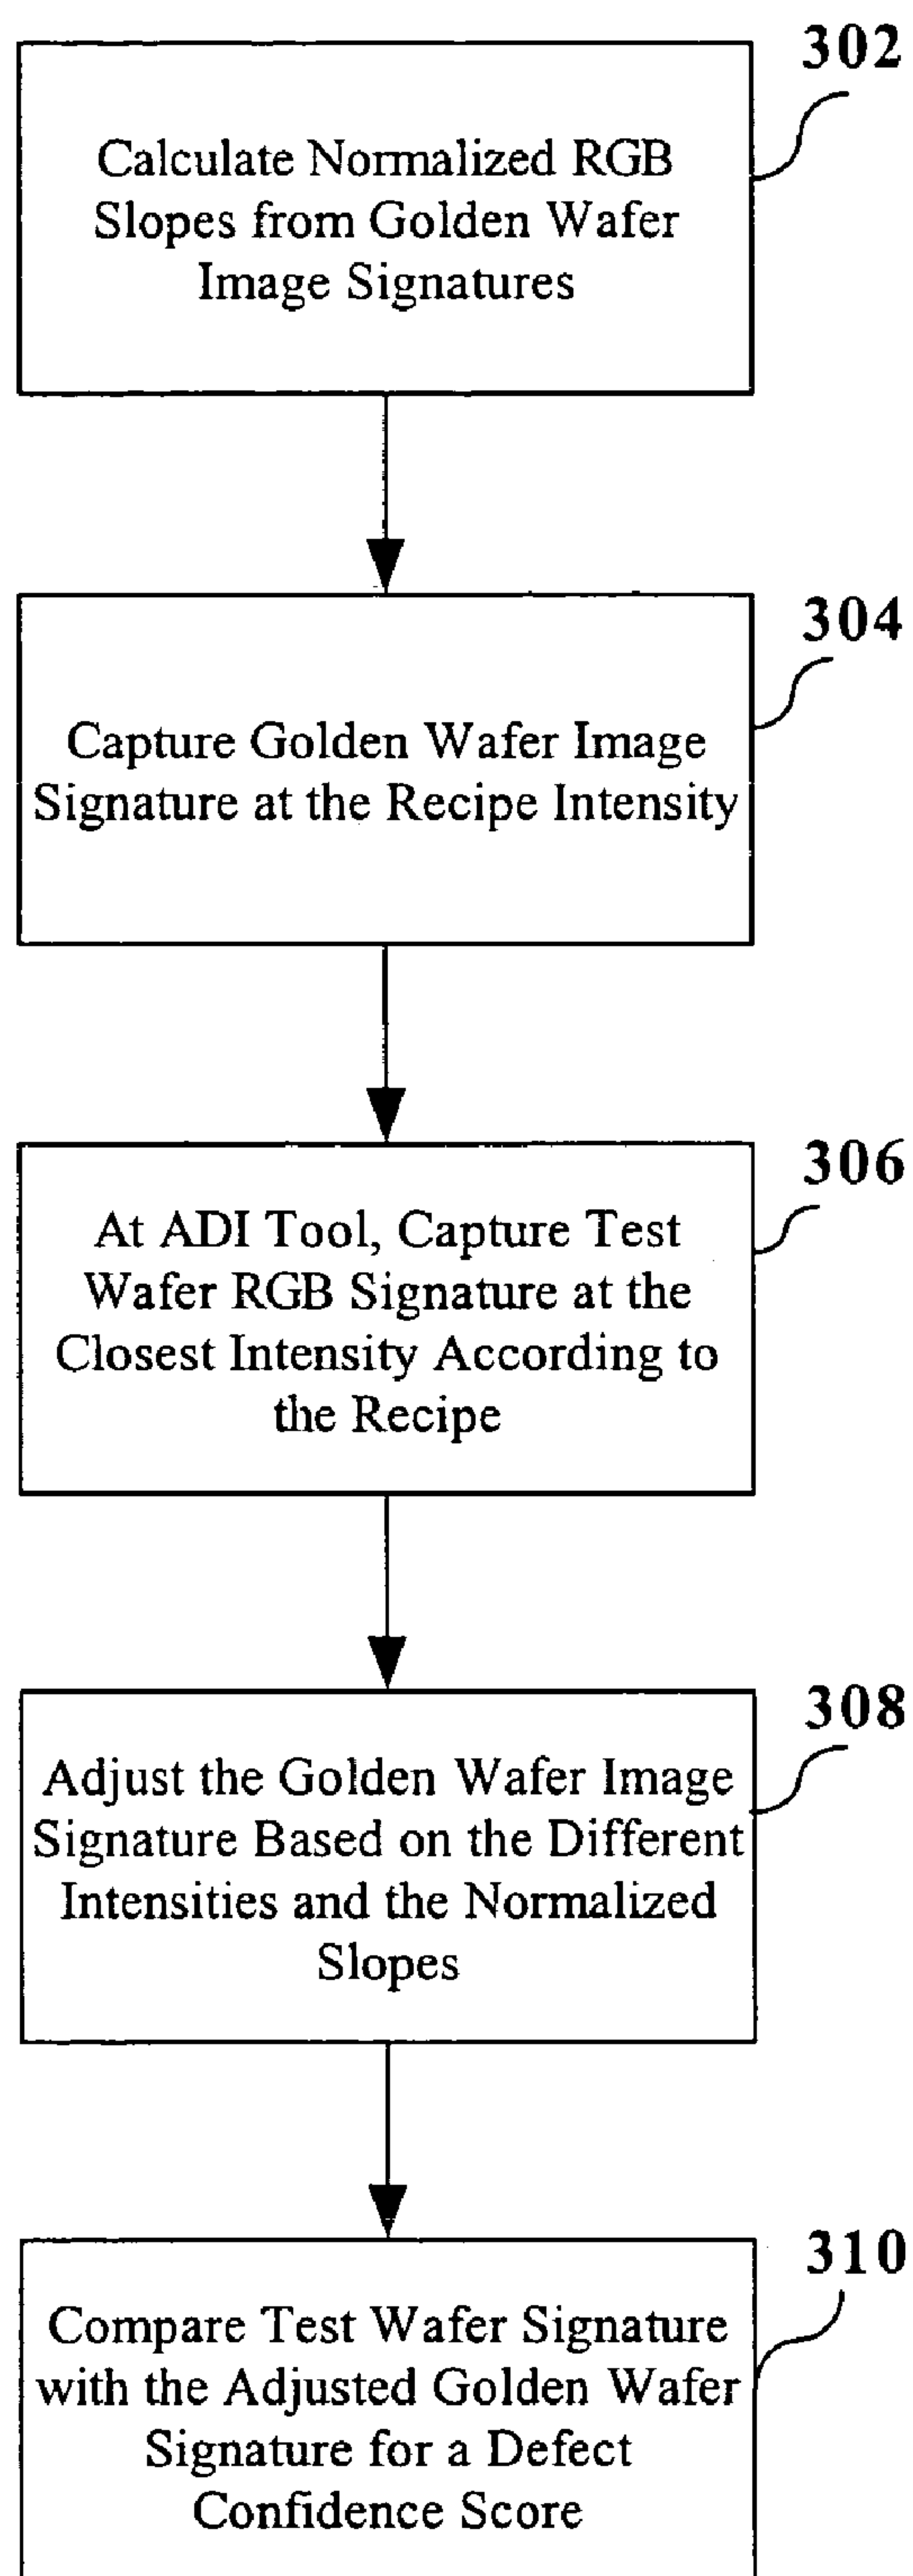 302
Calculate Normalized RGB
Slopes from Golden Wafer
Image Signatures
304
Capture Golden Wafer Image
Signature at the Recipe Intensity
306
At ADI Tool, Capture Test
Wafer RGB Signature at the
Closest Intensity According to
the Recipe
308
Adjust the Golden Wafer Image
Signature Based on the Different
Intensities and the Normalized
Slopes
310
Compare Test Wafer Signature
with the Adjusted Golden Wafer
Signature for a Defect
Confidence Score